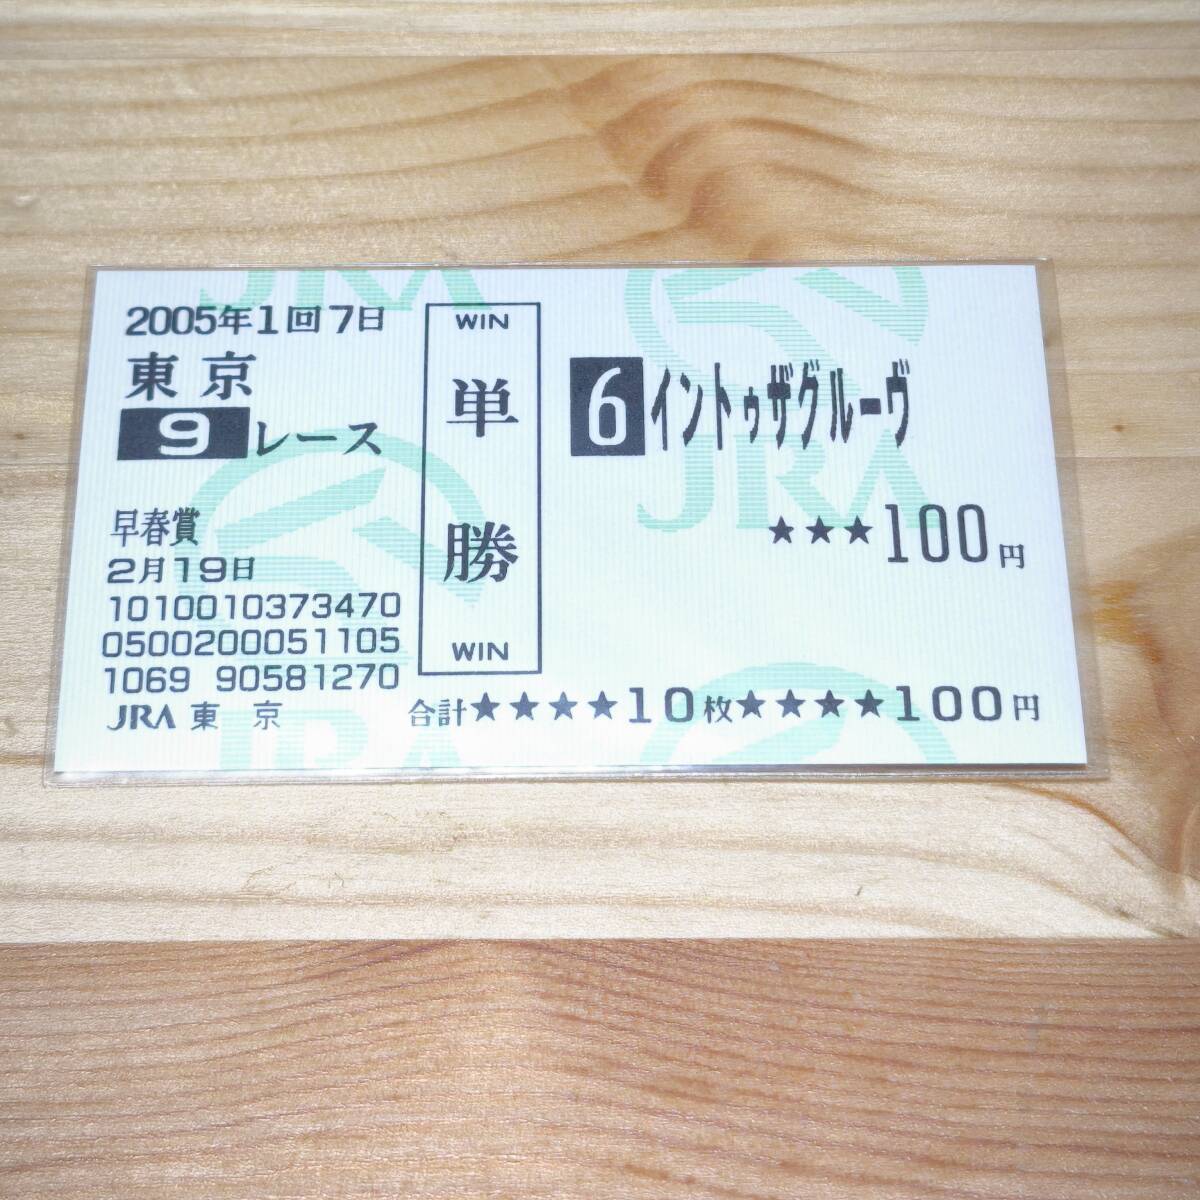 2005年1回7日
東京
9レース
早春賞
2月19日
1010010373470
0500200051105
1069 90581270
JRA 東京
WIN
単勝
WIN
6 イントゥザグルーヴ
★★★100円
合計★★★★10枚★★★★100円
JRA
JRA
JRA